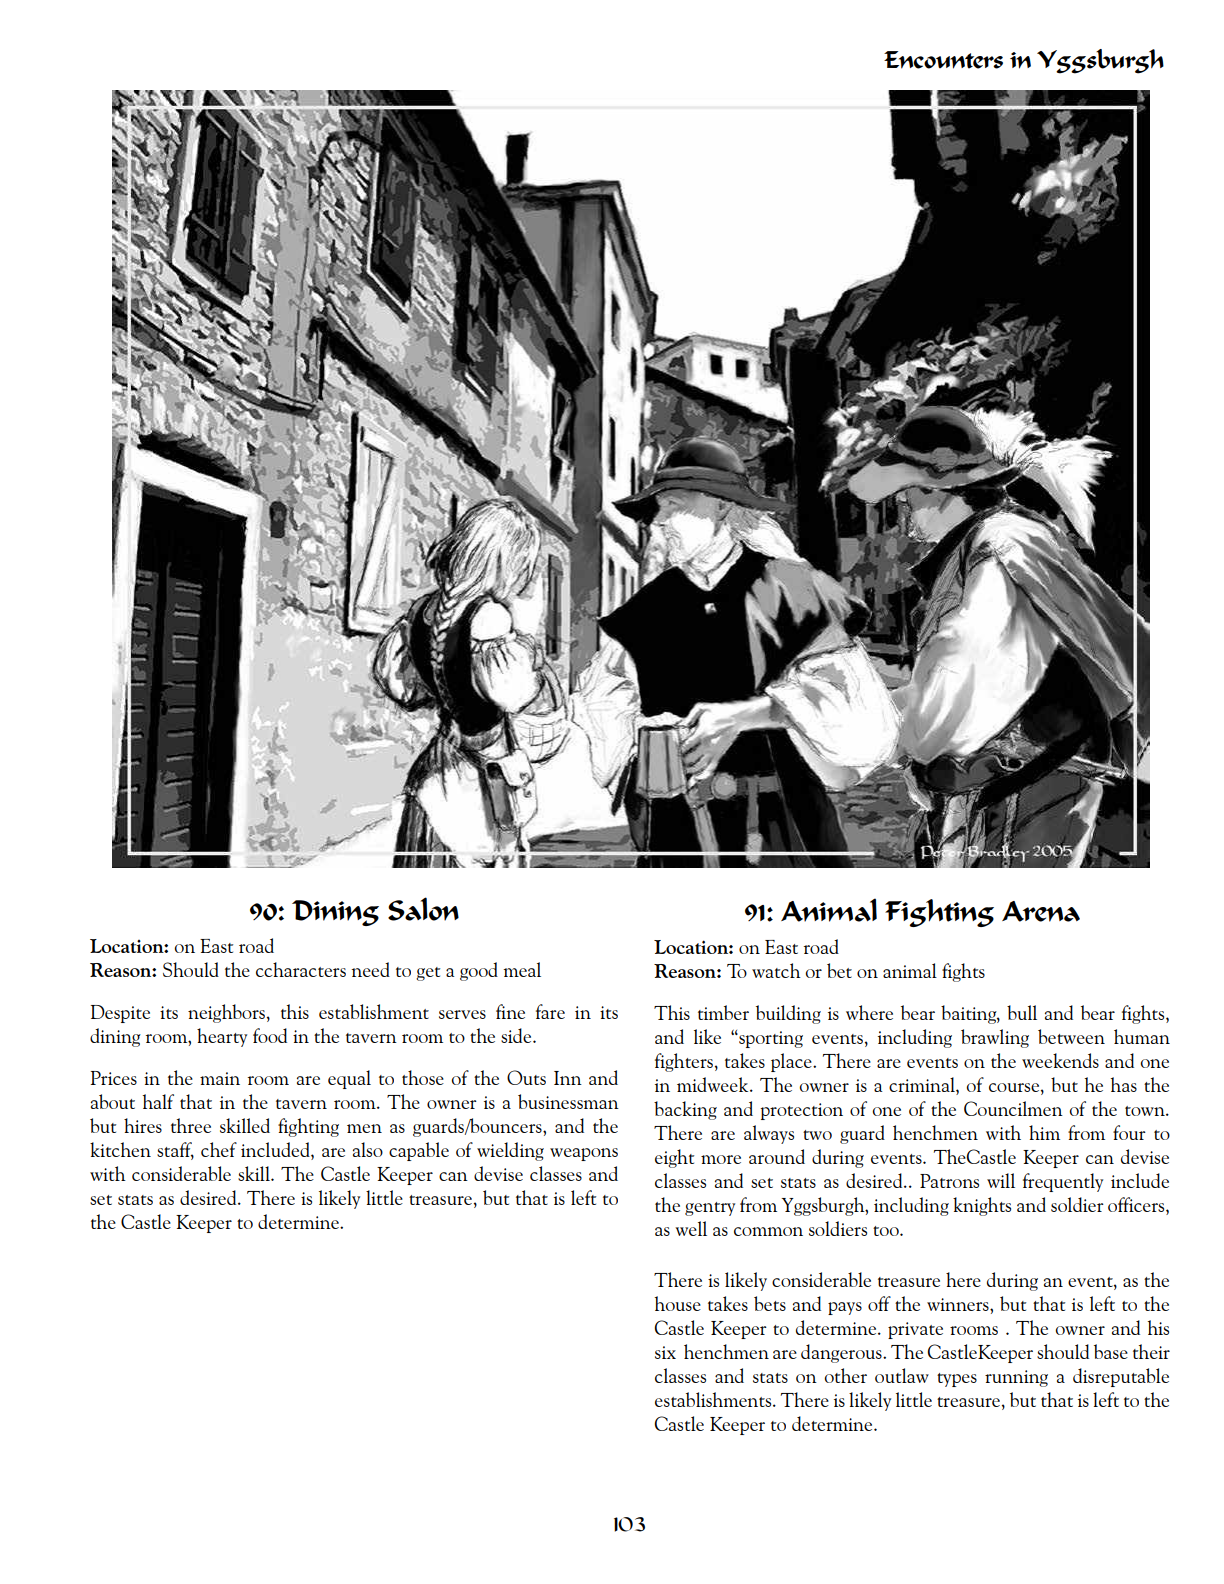 Encounters in Yggsburgh
Peter Bradley 2005
90: Dining Salon
Location: on East road
Reason: Should the ccharacters need to get a good meal
Despite its neighbors, this establishment serves fine fare in its
dining room, hearty food in the tavern room to the side.
Prices in the main room are equal to those of the Outs Inn and
about half that in the tavern room. The owner is a businessman
but hires three skilled fighting men as guards/bouncers, and the
kitchen staff, chef included, are also capable of wielding weapons
with considerable skill. The Castle Keeper can devise classes and
set stats as desired. There is likely little treasure, but that is left to
the Castle Keeper to determine.
91: Animal Fighting Arena
Location: on East road
Reason: To watch or bet on animal fights
This timber building is where bear baiting, bull and bear fights,
and like “sporting events, including brawling between human
fighters, takes place. There are events on the weekends and one
in midweek. The owner is a criminal, of course, but he has the
backing and protection of one of the Councilmen of the town.
There are always two guard henchmen with him from four to
eight more around during events. TheCastle Keeper can devise
classes and set stats as desired.. Patrons will frequently include
the gentry from Yggsburgh, including knights and soldier officers,
as well as common soldiers too.
There is likely considerable treasure here during an event, as the
house takes bets and pays off the winners, but that is left to the
Castle Keeper to determine. private rooms . The owner and his
six henchmen are dangerous. The CastleKeeper should base their
classes and stats on other outlaw types running a disreputable
establishments. There is likely little treasure, but that is left to the
Castle Keeper to determine.
103